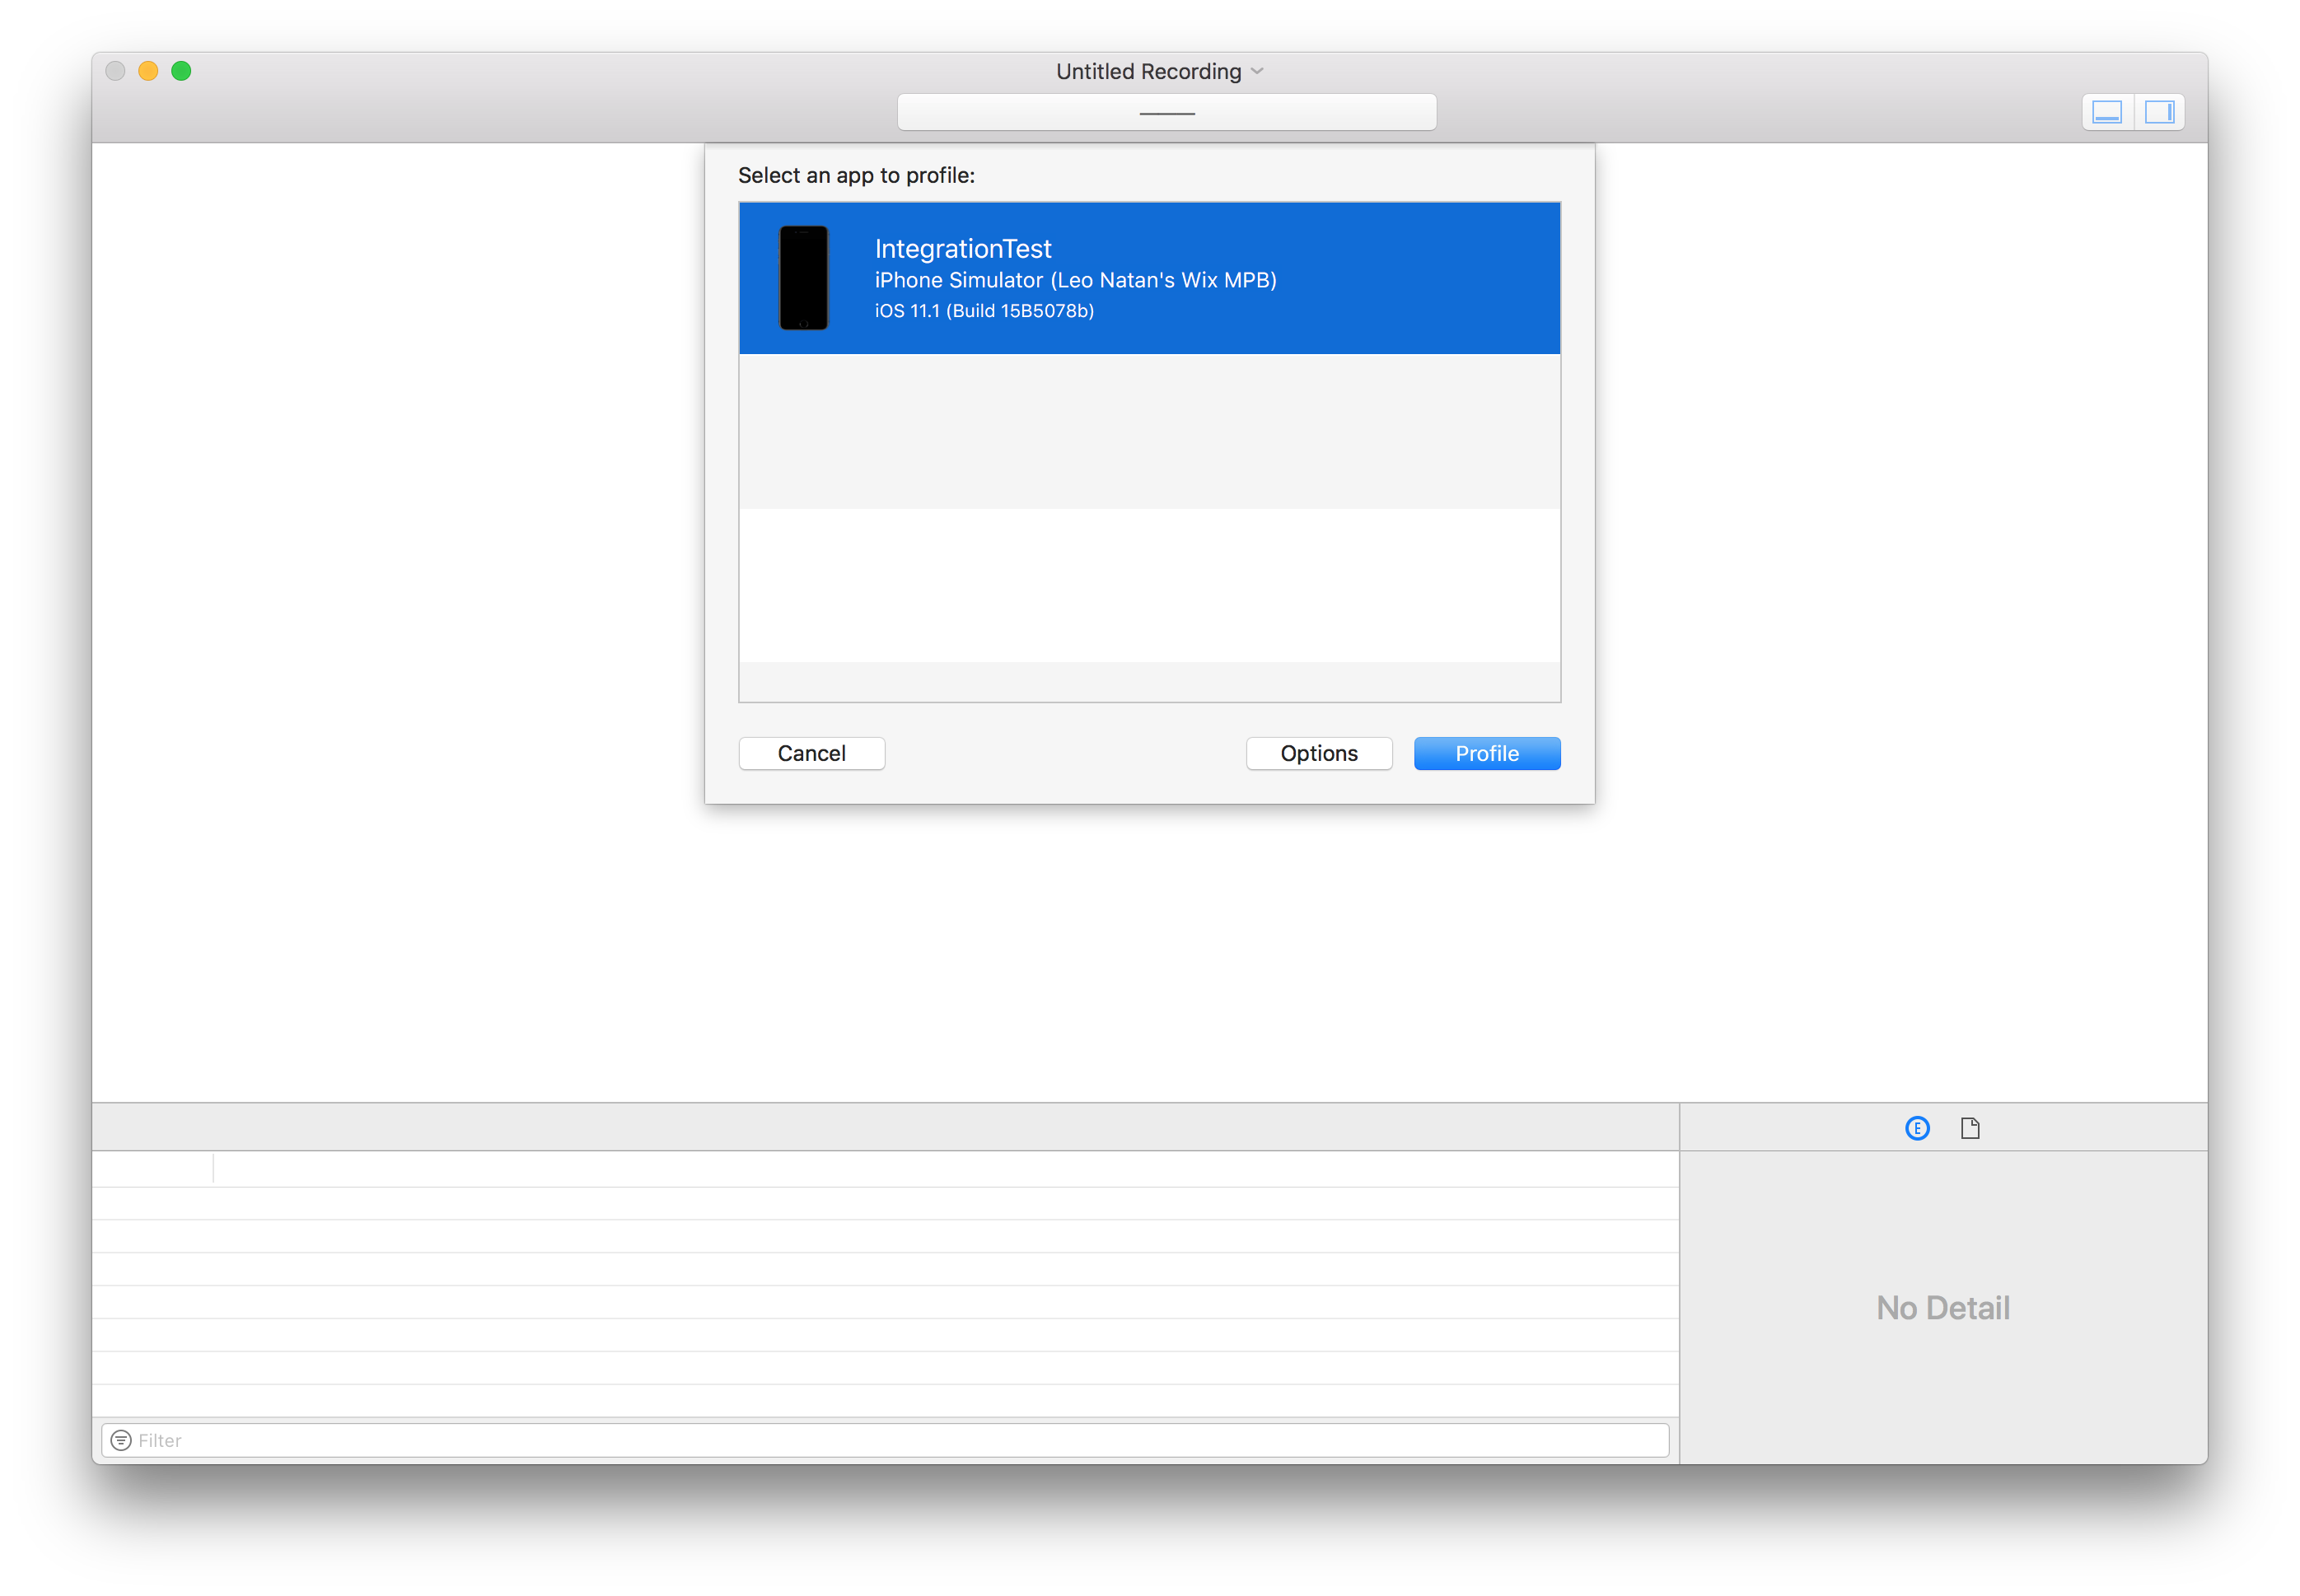 Untitled Recording
Select an app to profile:
IntegrationTest
iPhone Simulator (Leo Natan's Wix MPB)
iOS 11.1 (Build 15B5078b)
Cancel
Options
Profile
E
No Detail
Filter